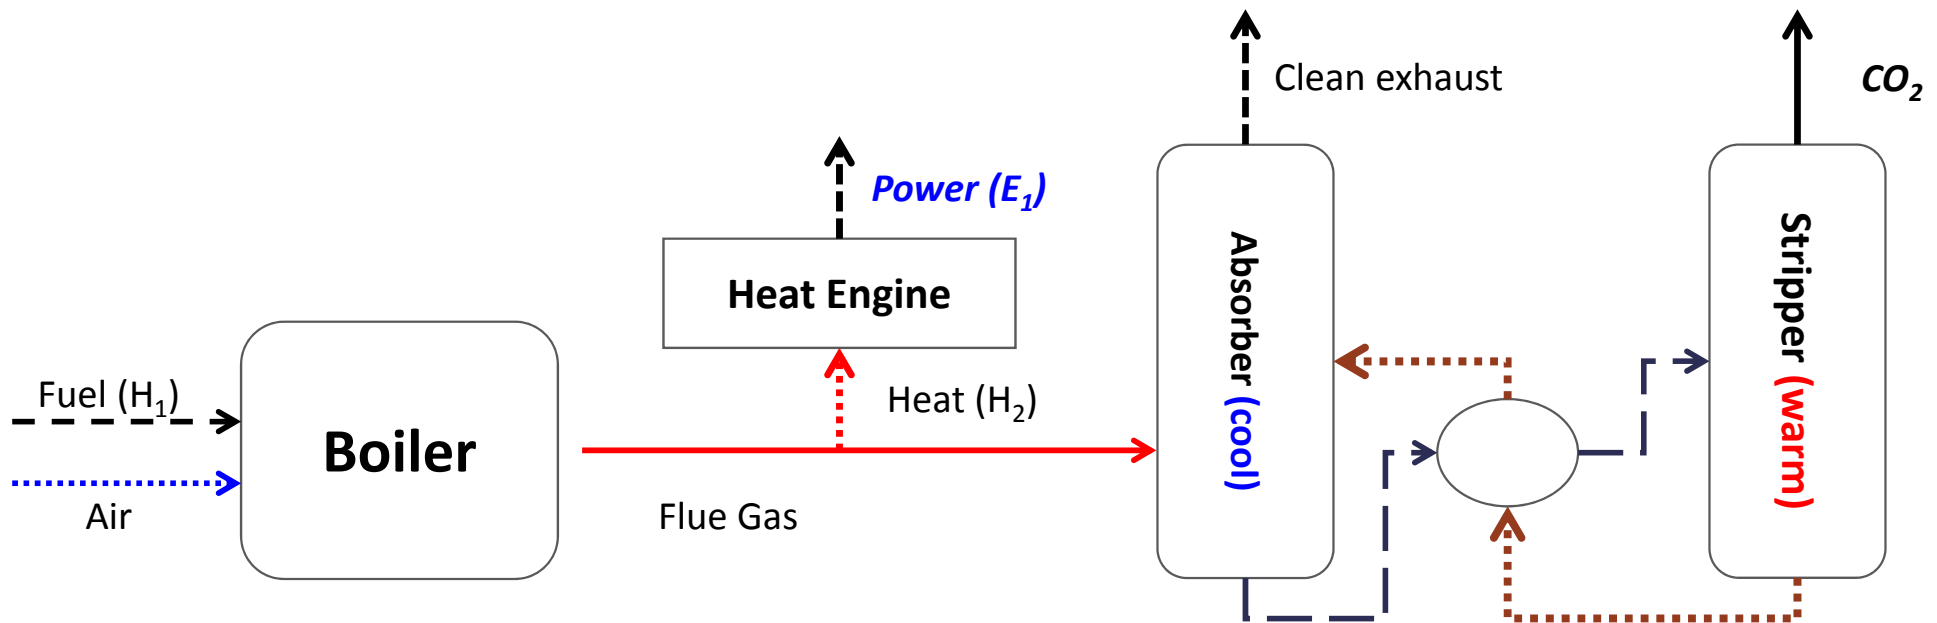 Fuel (H₁)
Air
Boiler
Flue Gas
Heat Engine
Power (E₁)
Heat (H₂)
Clean exhaust
Absorber (cool)
Stripper (warm)
CO₂